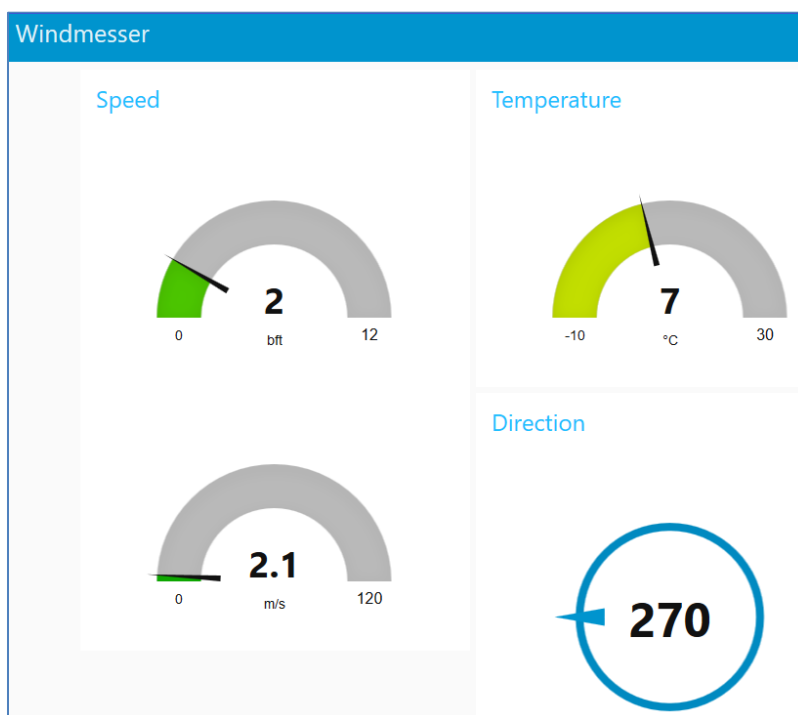 Windmesser
Speed
2
0
bft
12
2.1
0
m/s
120
Temperature
7
-10
°C
30
Direction
270